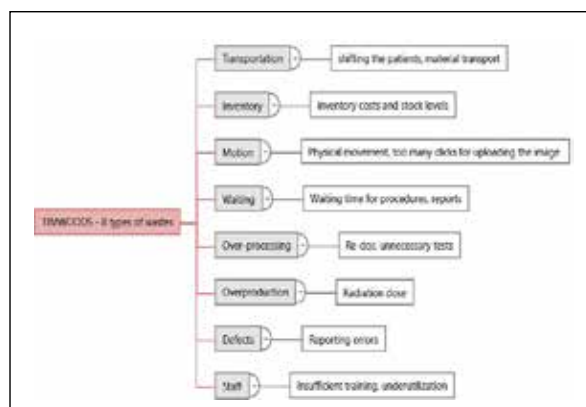 Transportation
shifting the patients, material transport
Inventory
Inventory costs and stock levels
Motion
Physical movement, too many clicks for uploading the image
Waiting
Waiting time for procedures, reports
TIMWOODS - 8 types of wastes
Over-processing
Re-dos, unnecessary tests
Overproduction
Radiation dose
Defects
Reporting errors
Staff
Insufficient training, underutilization